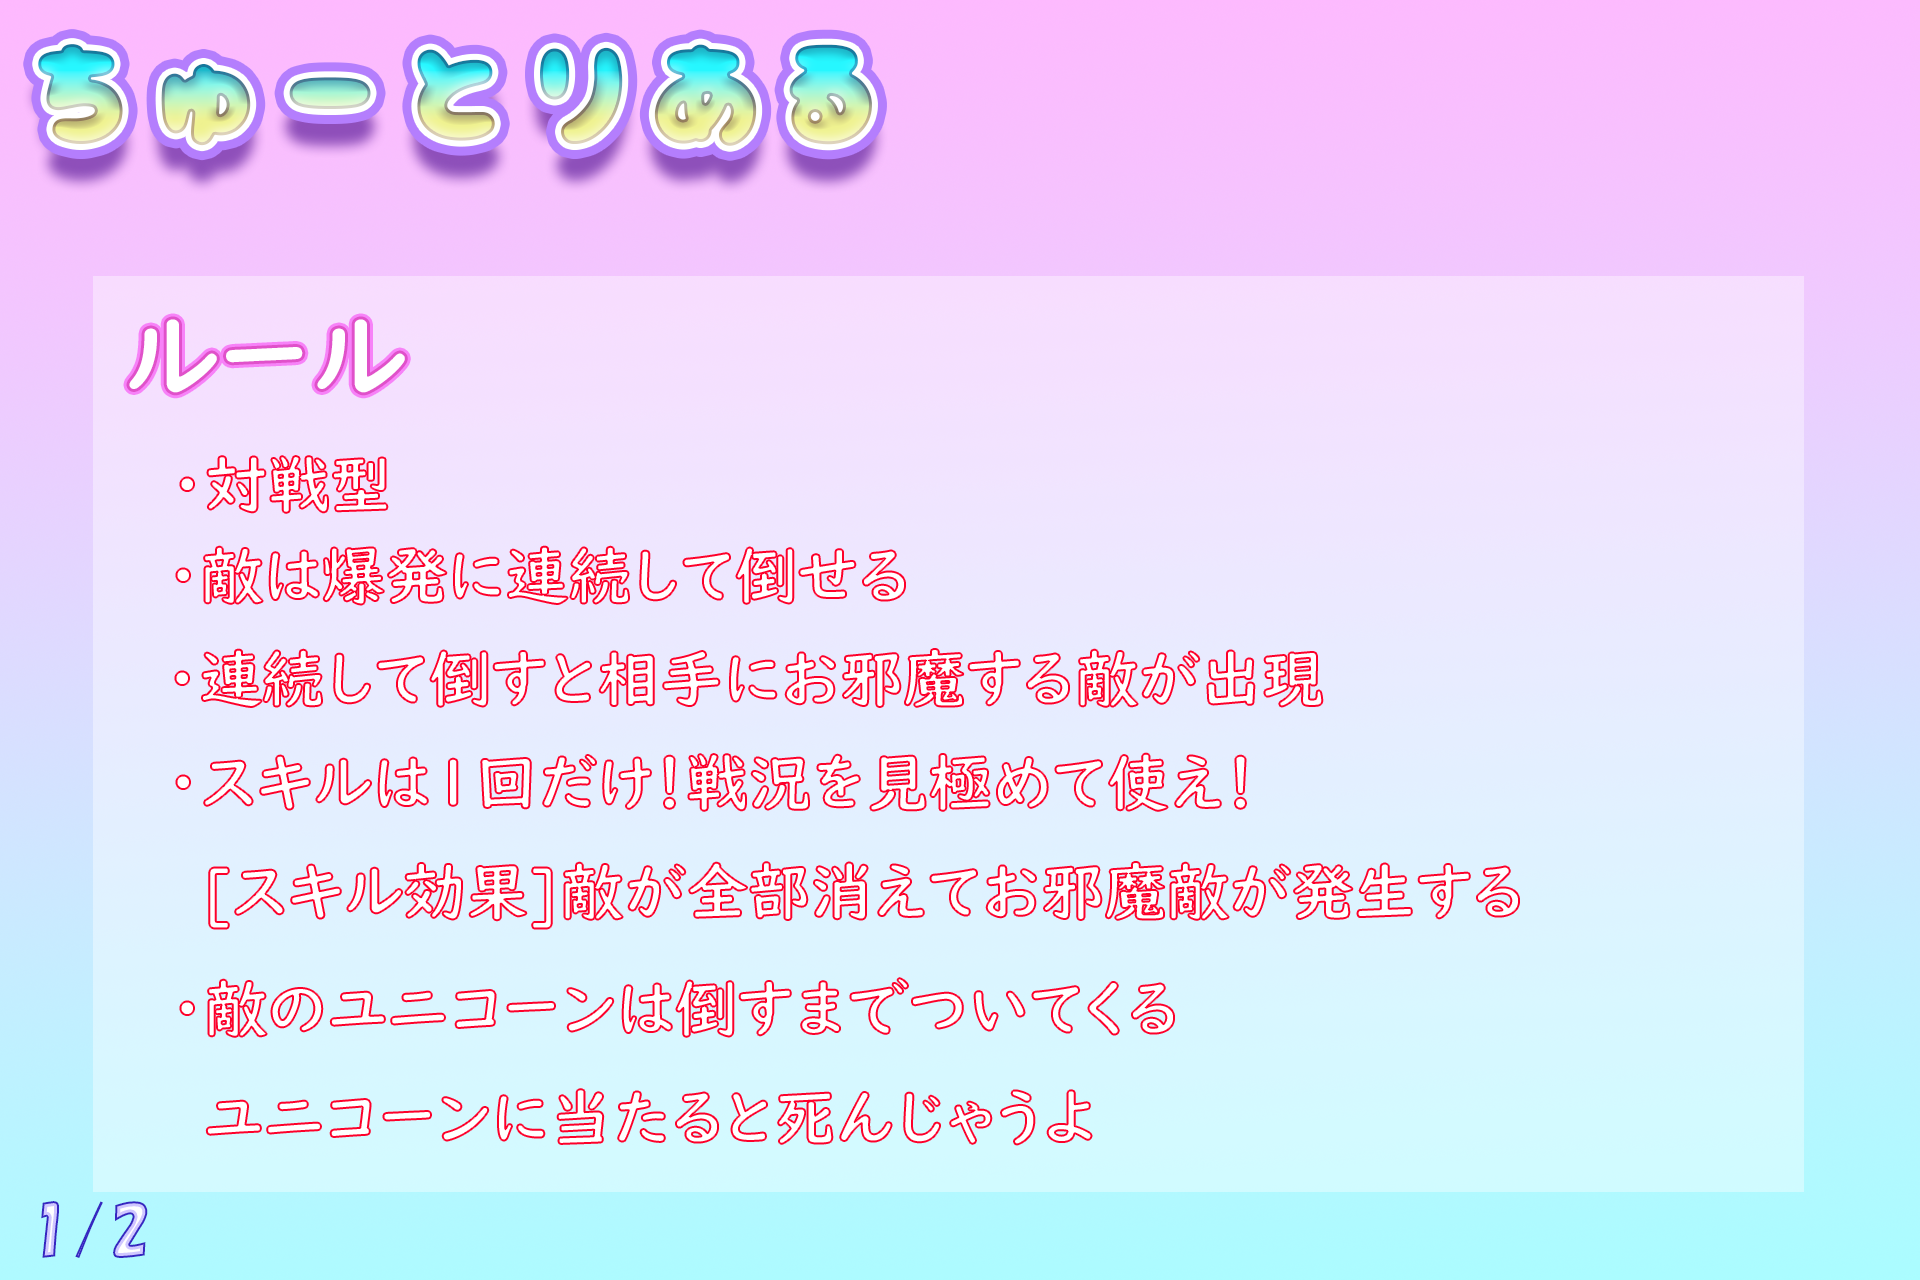 ちゅーとりある
ルール
・対戦型
・敵は爆発に連続して倒せる
・連続して倒すと相手にお邪魔する敵が出現
・スキルは1回だけ!戦況を見極めて使え!
[スキル効果]敵が全部消えてお邪魔敵が発生する
・敵のユニコーンは倒すまでついてくる
ユニコーンに当たると死んじゃうよ
1/2